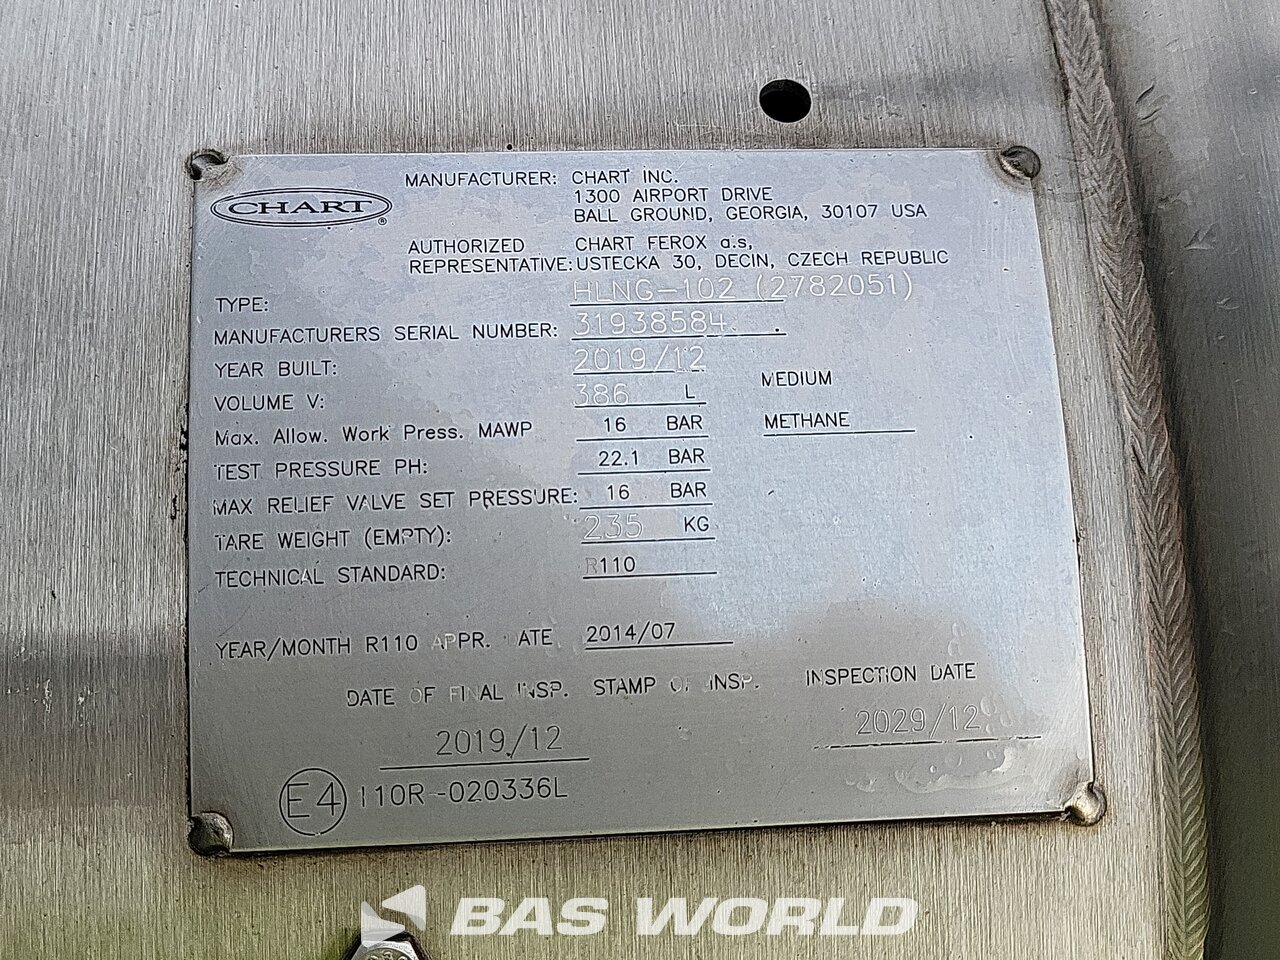 CHART®
MANUFACTURER: CHART INC.
1300 AIRPORT DRIVE
BALL GROUND, GEORGIA, 30107 USA
AUTHORIZED CHART FEROX a.s,
REPRESENTATIVE: USTECKA 30, DECIN, CZECH REPUBLIC
TYPE: HLNG-102 (2782051)
MANUFACTURERS SERIAL NUMBER: 31938584
YEAR BUILT: 2019/12
VOLUME V: 386 L MEDIUM
Max. Allow. Work Press. MAWP 16 BAR METHANE
TEST PRESSURE PH: 22.1 BAR
MAX RELIEF VALVE SET PRESSURE: 16 BAR
TARE WEIGHT (EMPTY): 235 KG
TECHNICAL STANDARD: R110
YEAR/MONTH R110 APPR. ATE 2014/07
DATE OF FINAL INSP. STAMP OF INSP. INSPECTION DATE
2019/12 2029/12
E4 110R-020336L
BAS WORLD